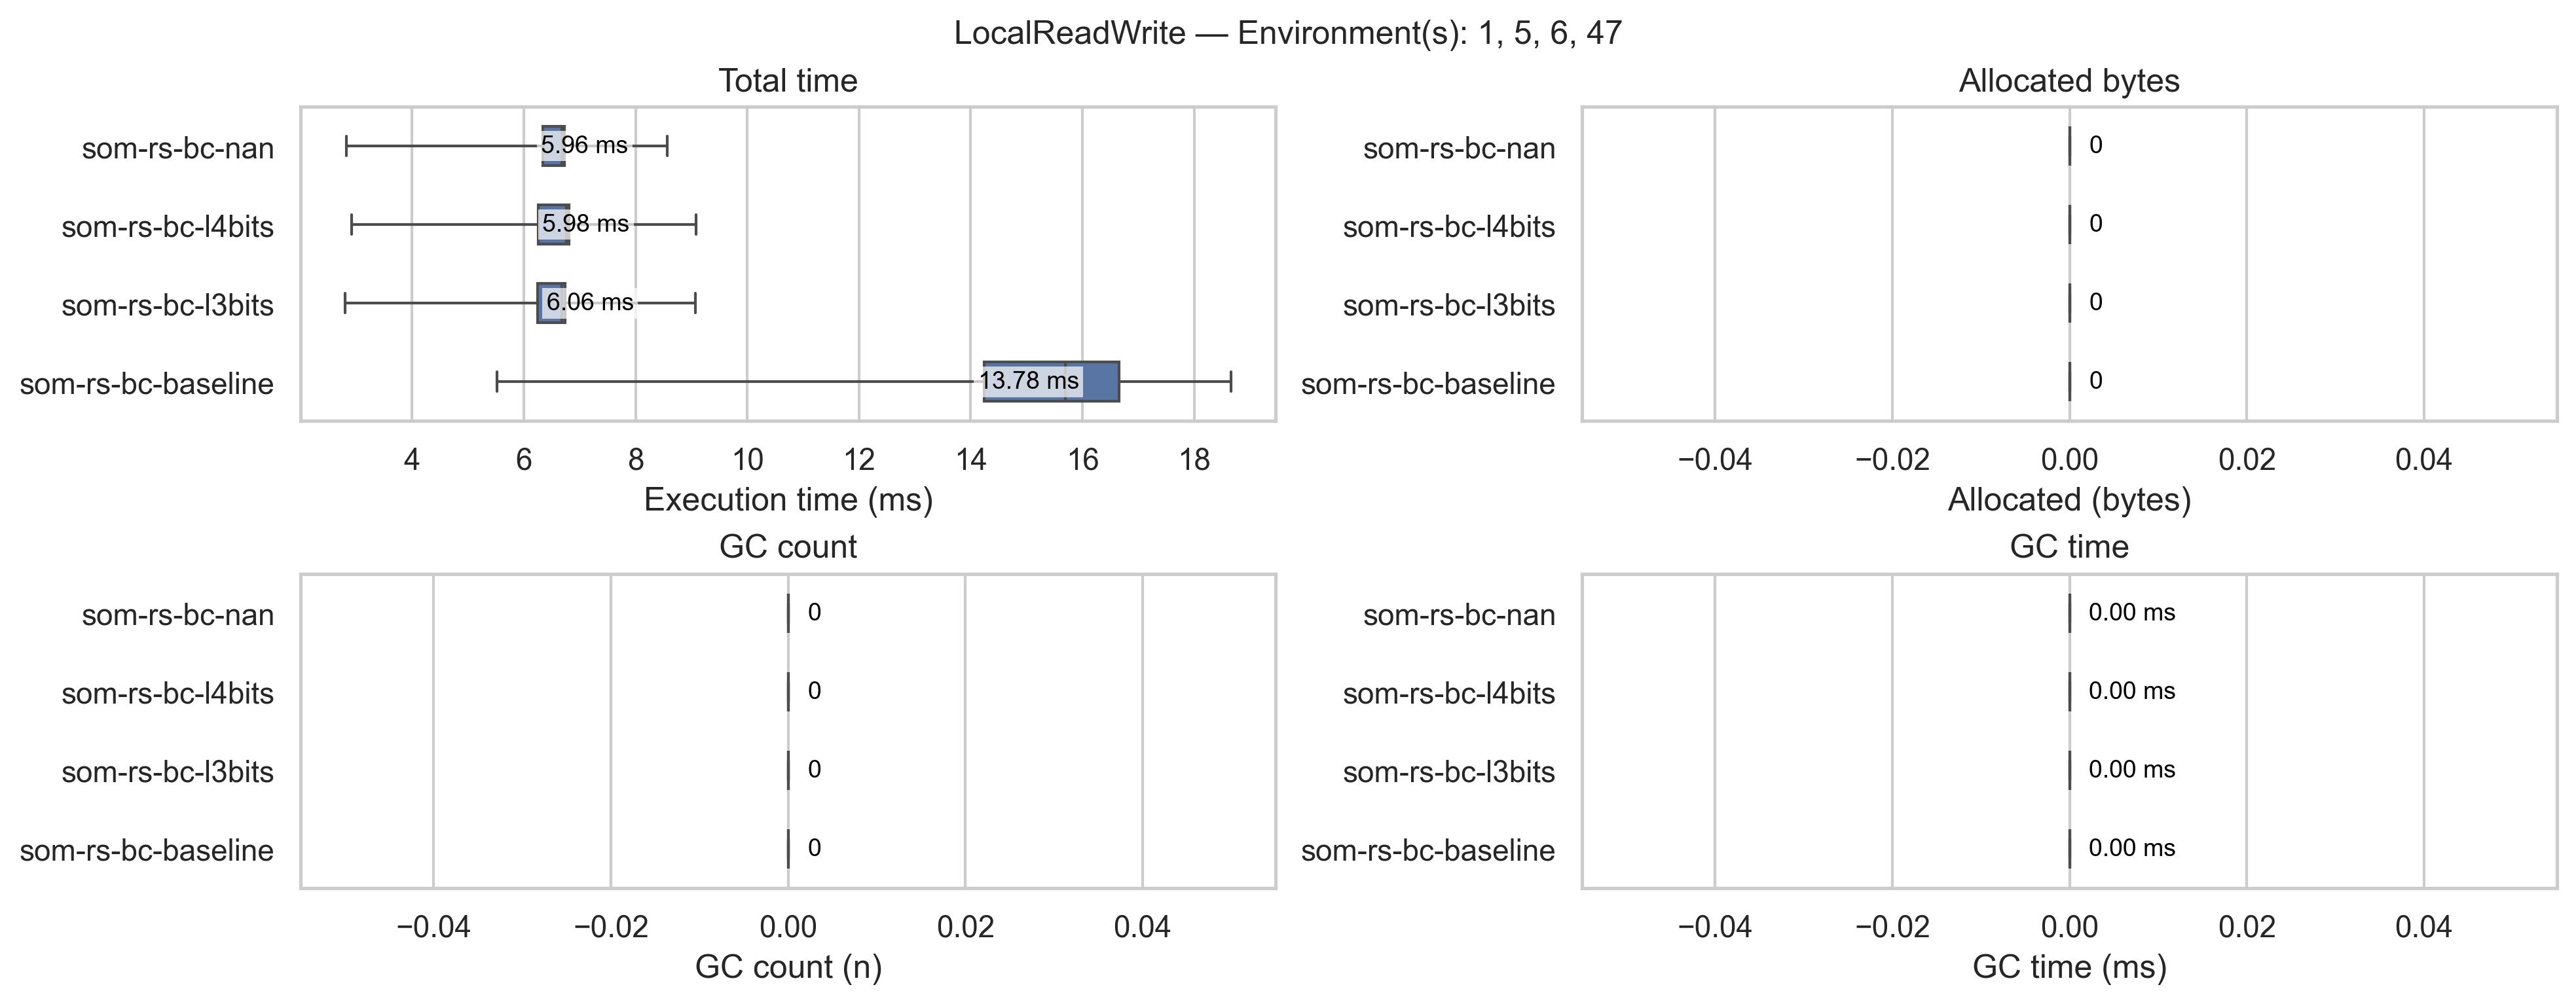 LocalReadWrite — Environment(s): 1, 5, 6, 47
Total time
som-rs-bc-nan
5.96 ms
som-rs-bc-l4bits
5.98 ms
som-rs-bc-l3bits
6.06 ms
som-rs-bc-baseline
13.78 ms
4 6 8 10 12 14 16 18
Execution time (ms)
Allocated bytes
som-rs-bc-nan
0
som-rs-bc-l4bits
0
som-rs-bc-l3bits
0
som-rs-bc-baseline
0
−0.04 −0.02 0.00 0.02 0.04
Allocated (bytes)
GC count
som-rs-bc-nan
0
som-rs-bc-l4bits
0
som-rs-bc-l3bits
0
som-rs-bc-baseline
0
−0.04 −0.02 0.00 0.02 0.04
GC count (n)
GC time
som-rs-bc-nan
0.00 ms
som-rs-bc-l4bits
0.00 ms
som-rs-bc-l3bits
0.00 ms
som-rs-bc-baseline
0.00 ms
−0.04 −0.02 0.00 0.02 0.04
GC time (ms)